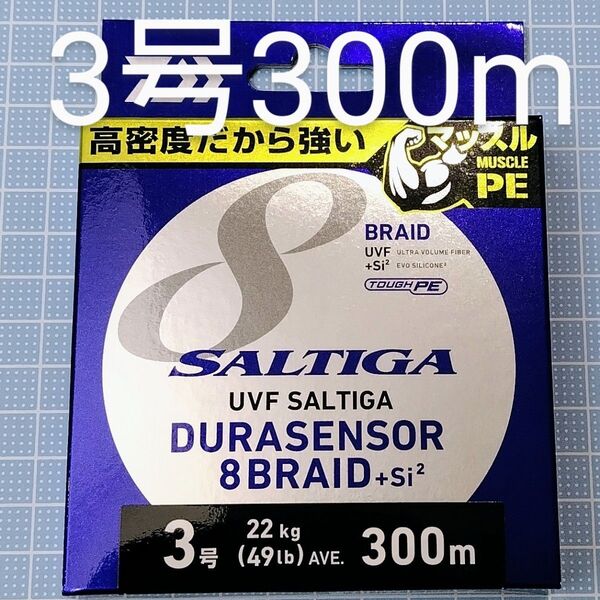 3号300m
高密度だから強い
マッスル
MUSCLE
PE
8
BRAID
UVF ULTRA VOLUME FIBER
+Si² EVO SILICONE²
TOUGH PE
SALTIGA
UVF SALTIGA
DURASENSOR
8BRAID+Si²
3号 22kg (49lb) AVE. 300m